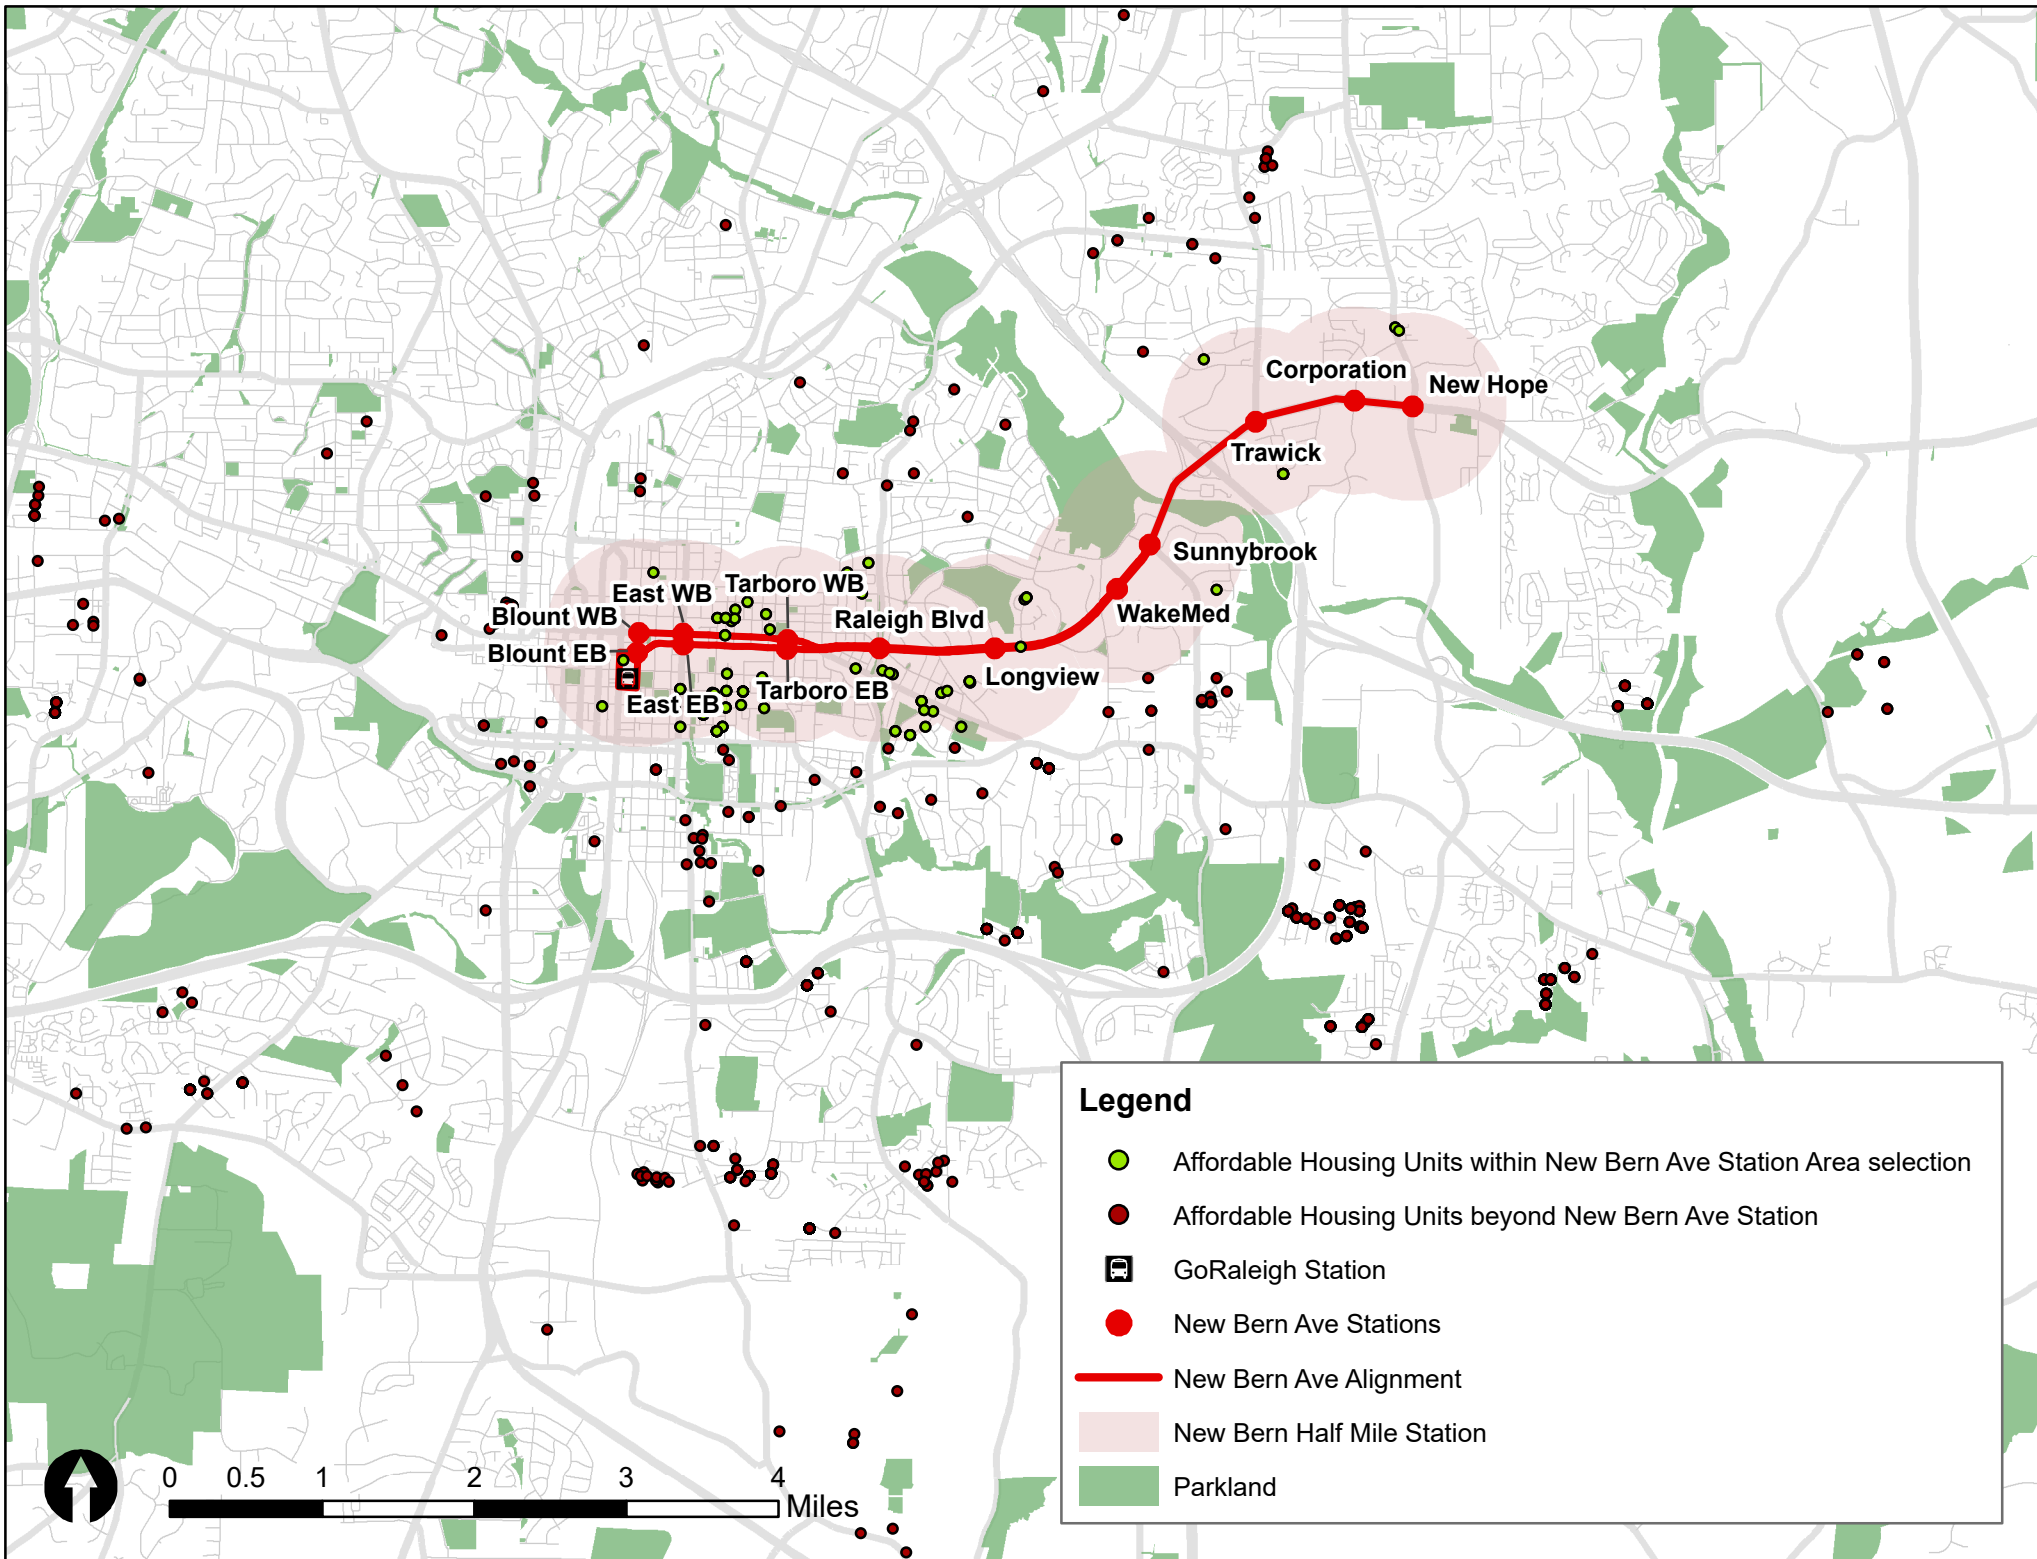 Corporation
New Hope
Trawick
Sunnybrook
Tarboro WB
East WB
Blount WB
Raleigh Blvd
WakeMed
Blount EB
Longview
Tarboro EB
East EB
Legend
Affordable Housing Units within New Bern Ave Station Area selection
Affordable Housing Units beyond New Bern Ave Station
GoRaleigh Station
New Bern Ave Stations
New Bern Ave Alignment
New Bern Half Mile Station
Parkland
0 0.5 1 2 3 4
Miles